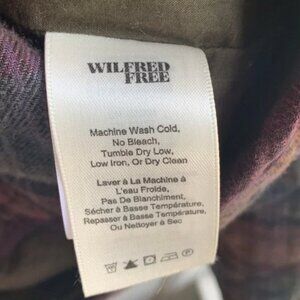 WILFRED
FREE
Machine Wash Cold,
No Bleach,
Tumble Dry Low,
Low Iron, Or Dry Clean
Laver à La Machine à
L'eau Froide,
Pas De Blanchiment,
Sécher à Basse Température,
Repasser à Basse Température,
Ou Nettoyer à Sec